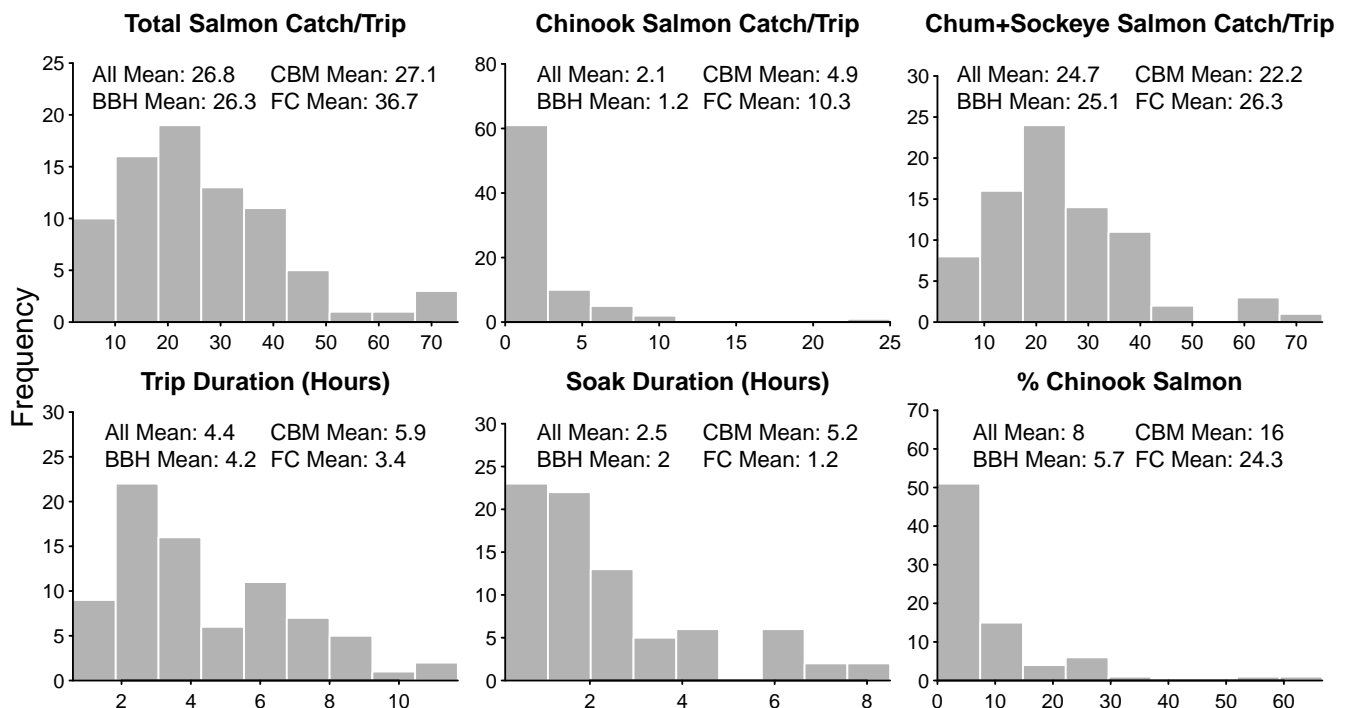 Total Salmon Catch/Trip
All Mean: 26.8 CBM Mean: 27.1
BBH Mean: 26.3 FC Mean: 36.7
25
20
15
10
5
0
10 20 30 40 50 60 70
Chinook Salmon Catch/Trip
All Mean: 2.1 CBM Mean: 4.9
BBH Mean: 1.2 FC Mean: 10.3
80
60
40
20
0
0 5 10 15 20 25
Chum+Sockeye Salmon Catch/Trip
All Mean: 24.7 CBM Mean: 22.2
BBH Mean: 25.1 FC Mean: 26.3
30
25
20
15
10
5
0
10 20 30 40 50 60 70
Frequency
Trip Duration (Hours)
All Mean: 4.4 CBM Mean: 5.9
BBH Mean: 4.2 FC Mean: 3.4
30
25
20
15
10
5
0
2 4 6 8 10
Soak Duration (Hours)
All Mean: 2.5 CBM Mean: 5.2
BBH Mean: 2 FC Mean: 1.2
30
25
20
15
10
5
0
2 4 6 8
% Chinook Salmon
All Mean: 8 CBM Mean: 16
BBH Mean: 5.7 FC Mean: 24.3
70
60
50
40
30
20
10
0
0 10 20 30 40 50 60